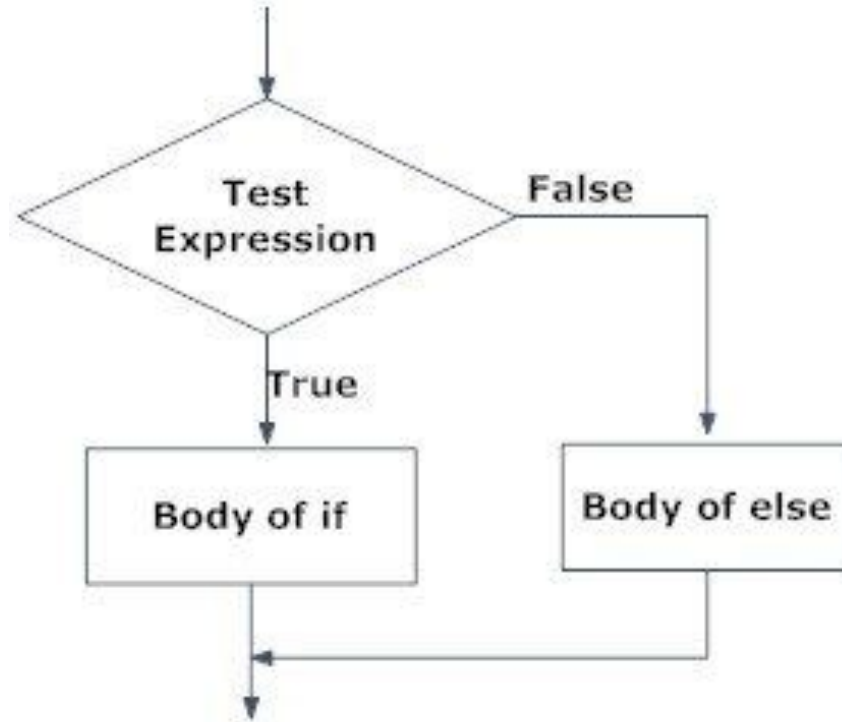 Test
Expression
False
True
Body of if
Body of else